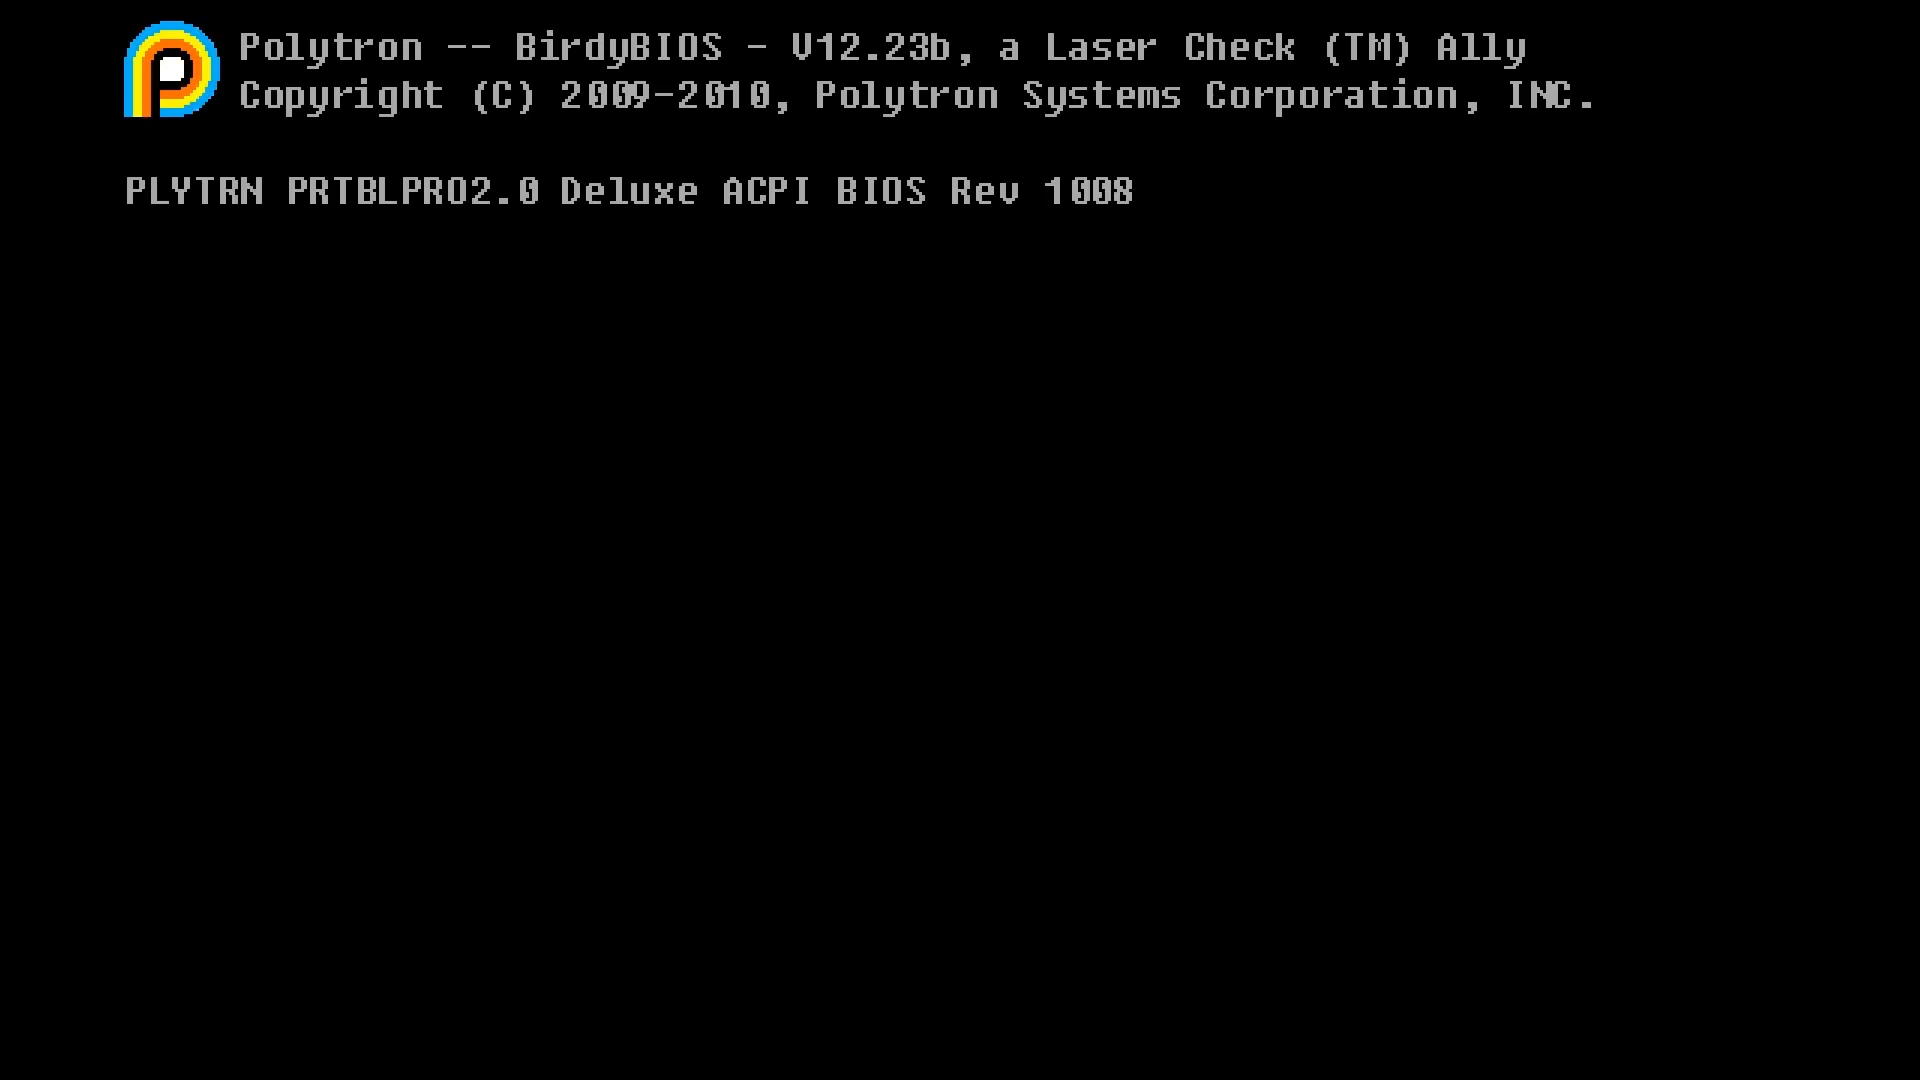 Polytron -- BirdyBIOS - V12.23b, a Laser Check (TM) Ally
Copyright (C) 2009-2010, Polytron Systems Corporation, INC.
PLYTRN PRTBLPRO2.0 Deluxe ACPI BIOS Rev 1008